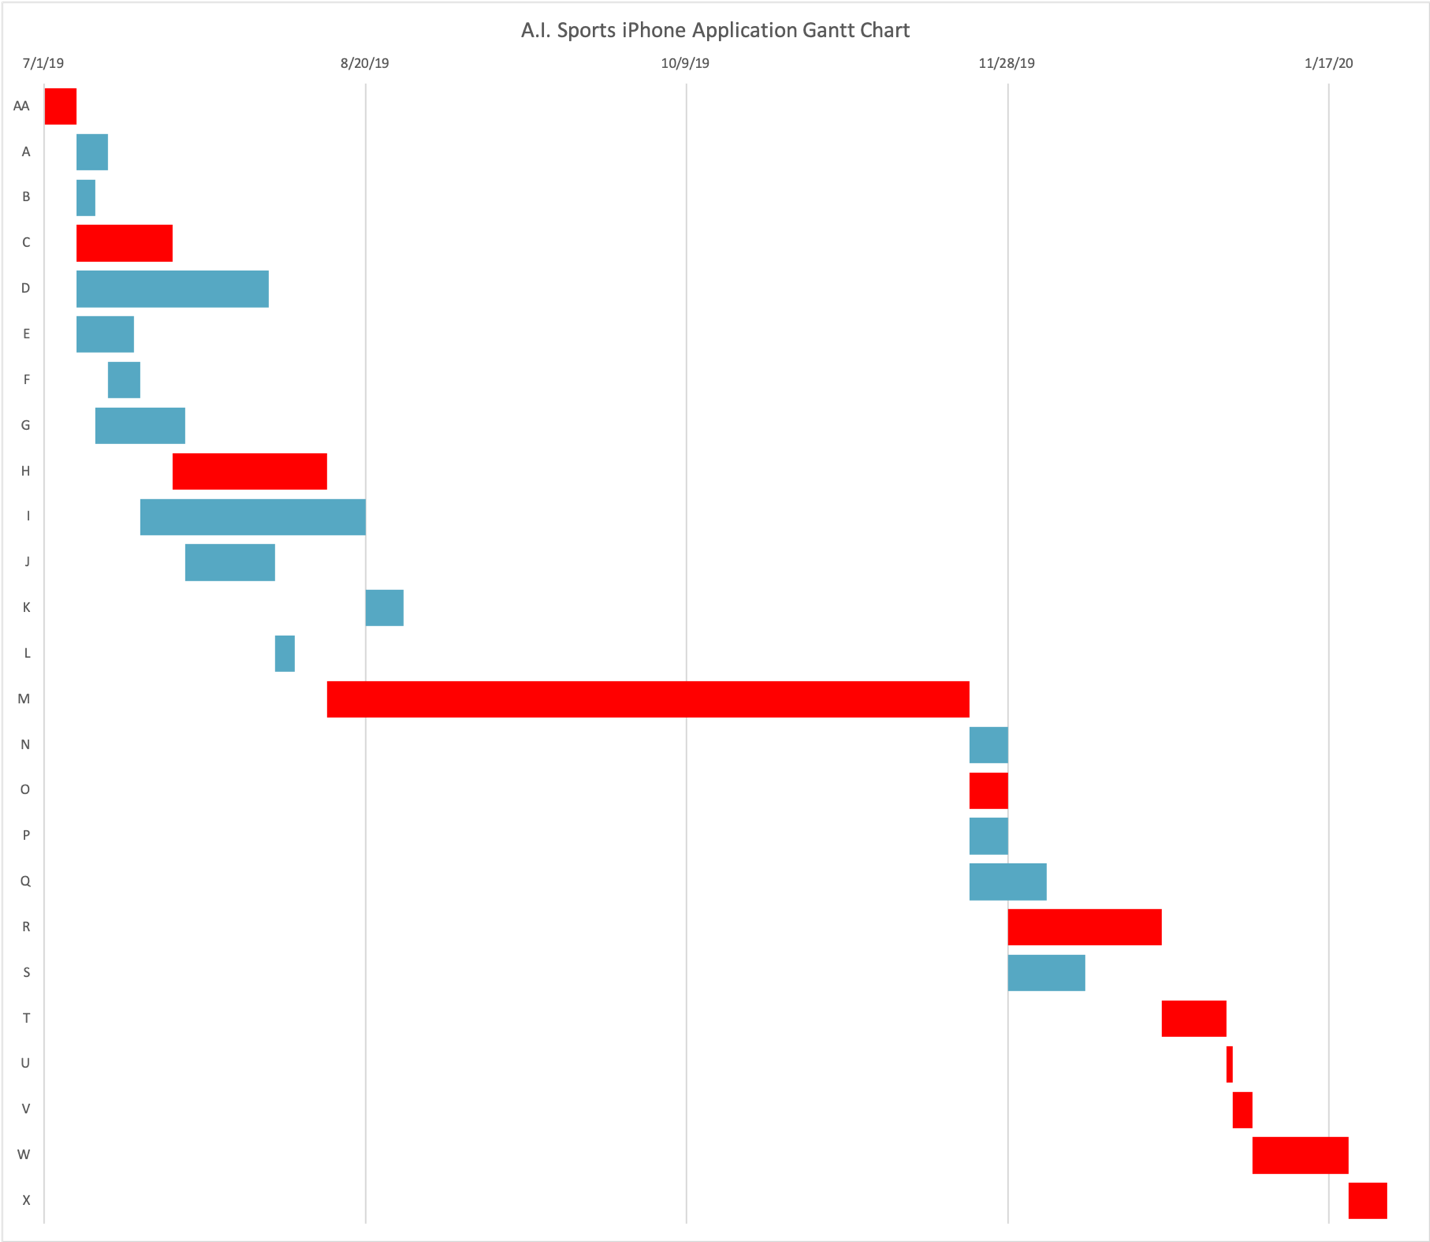 A.I. Sports iPhone Application Gantt Chart
7/1/19 8/20/19 10/9/19 11/28/19 1/17/20
AA
A
B
C
D
E
F
G
H
I
J
K
L
M
N
O
P
Q
R
S
T
U
V
W
X